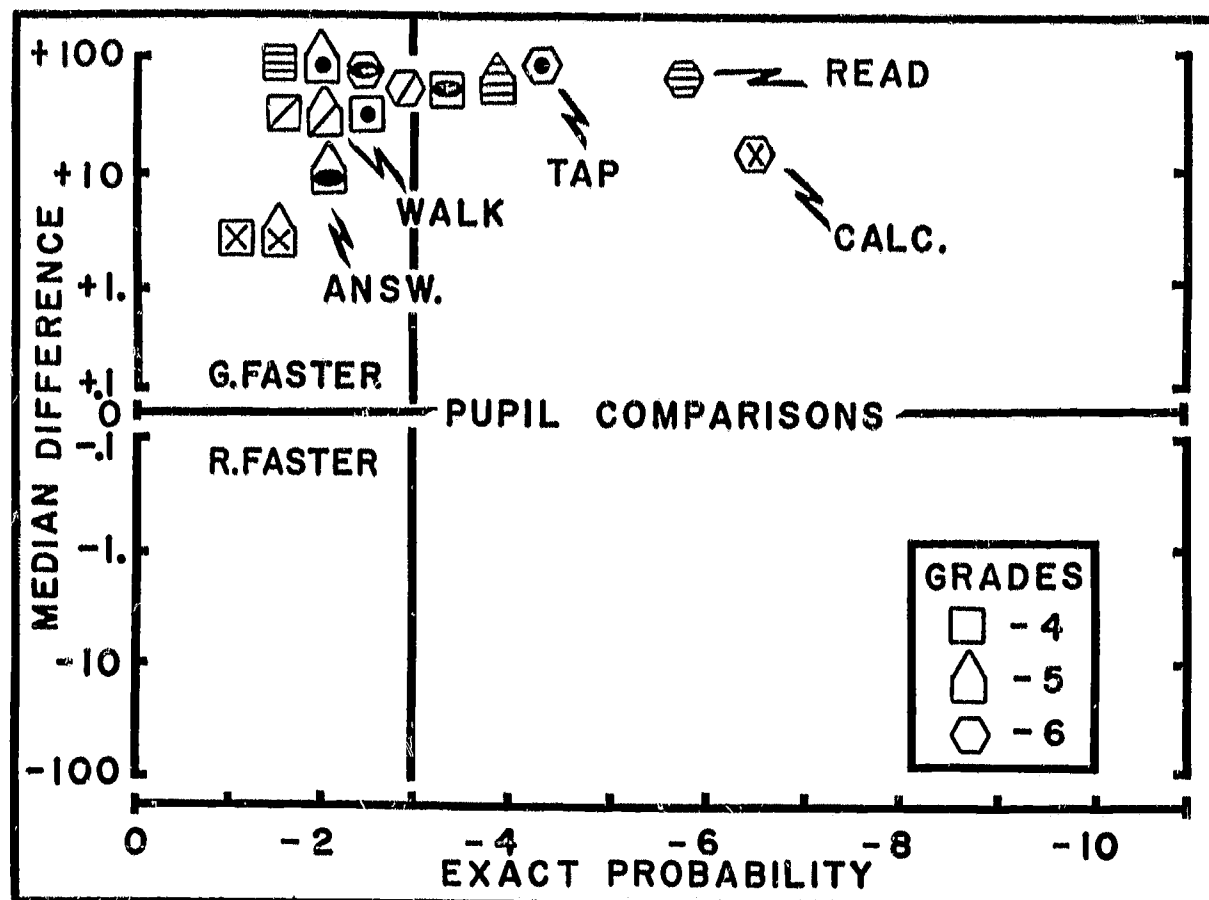 +100
READ
TAP
+10
WALK
CALC.
+1.
ANSW.
+.1
G.FASTER
0
PUPIL COMPARISONS
-.1
R.FASTER
-1.
GRADES
-4
-10
-5
-6
-100
0 -2 -4 -6 -8 -10
EXACT PROBABILITY
MEDIAN DIFFERENCE